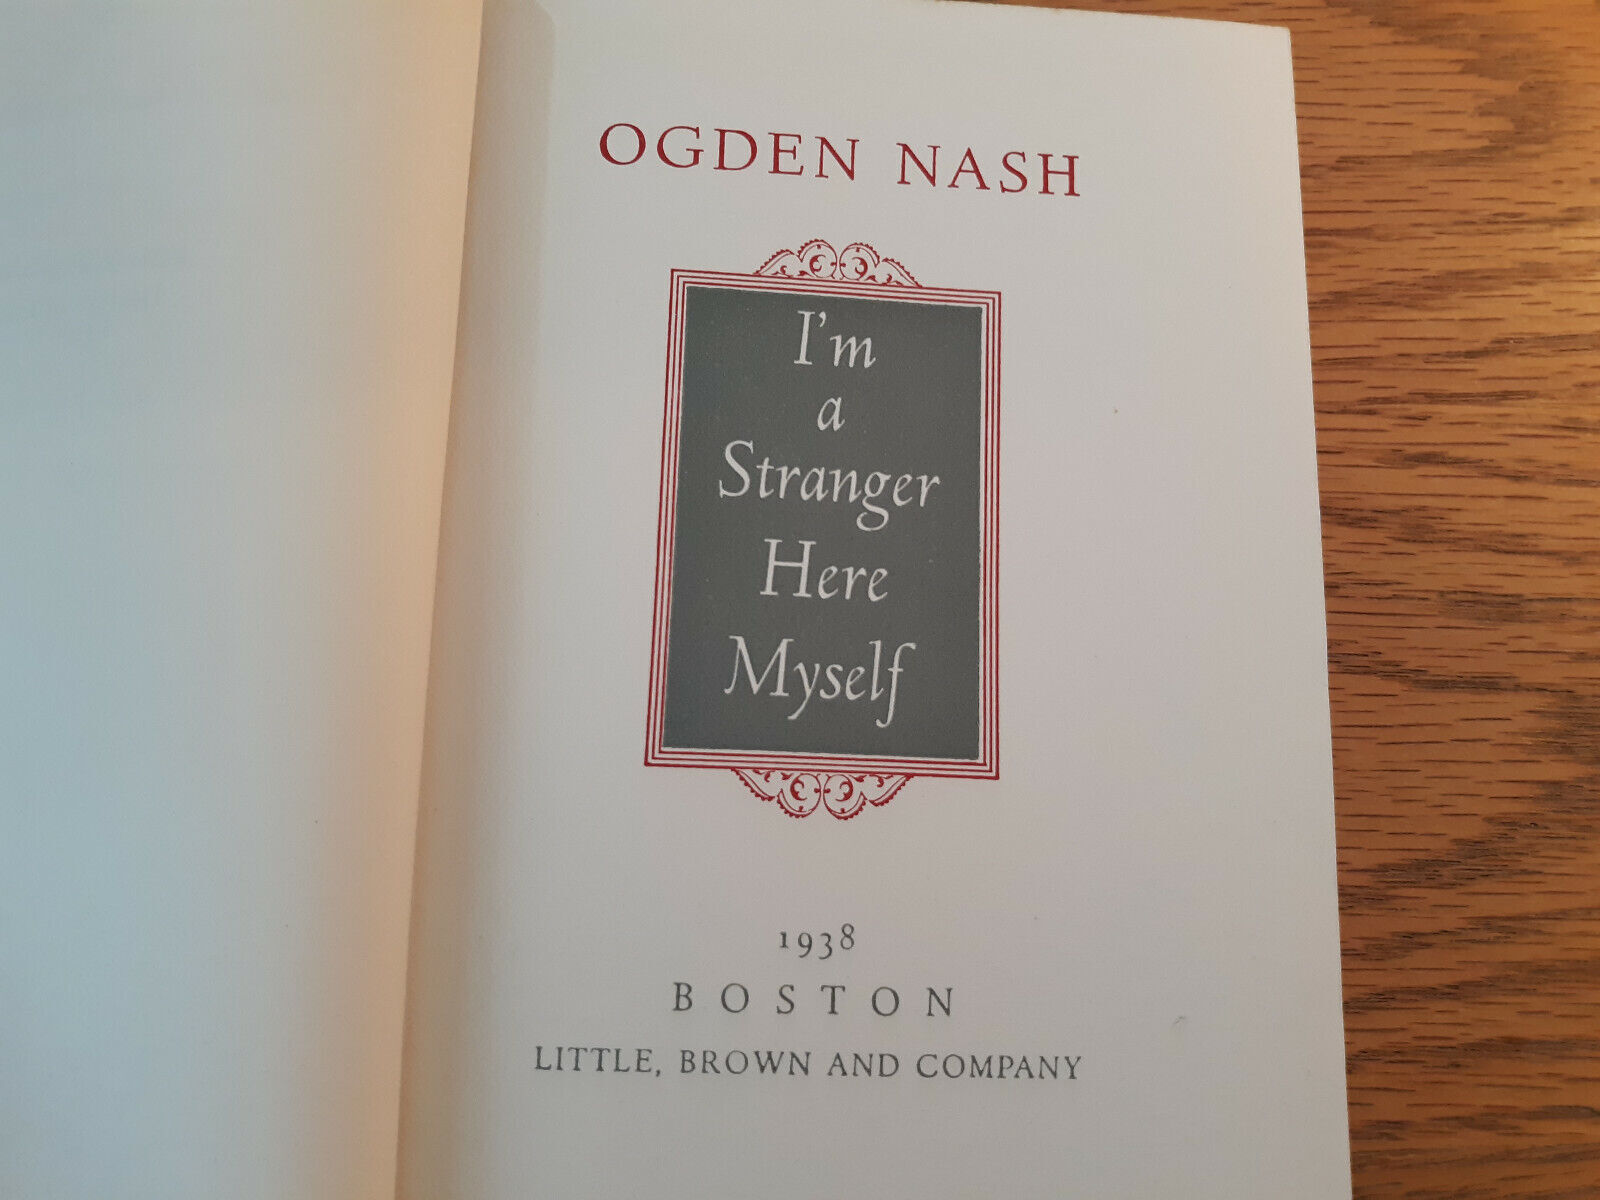 OGDEN NASH
I'm
a
Stranger
Here
Myself
1938
BOSTON
LITTLE, BROWN AND COMPANY